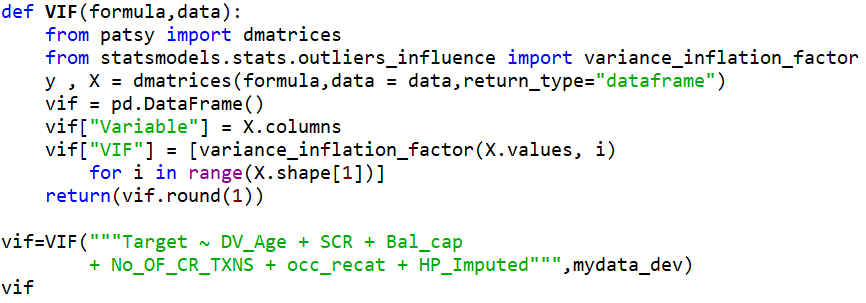 def VIF(formula,data):
    from patsy import dmatrices
    from statsmodels.stats.outliers_influence import variance_inflation_factor
    y , X = dmatrices(formula,data = data,return_type="dataframe")
    vif = pd.DataFrame()
    vif["Variable"] = X.columns
    vif["VIF"] = [variance_inflation_factor(X.values, i)
        for i in range(X.shape[1])]
    return(vif.round(1))

vif=VIF("""Target ~ DV_Age + SCR + Bal_cap
        + No_OF_CR_TXNS + occ_recat + HP_Imputed""",mydata_dev)
vif